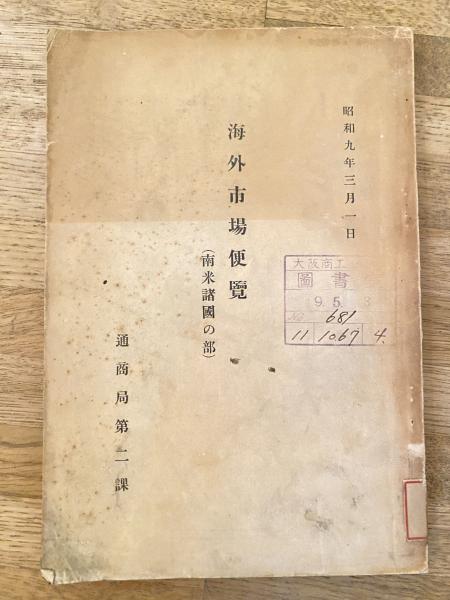 昭和九年三月一日
海外市場便覧
(南米諸國の部)
通商局第二課
大阪商工
圖書
9.5. 3
681
11 1067 4.